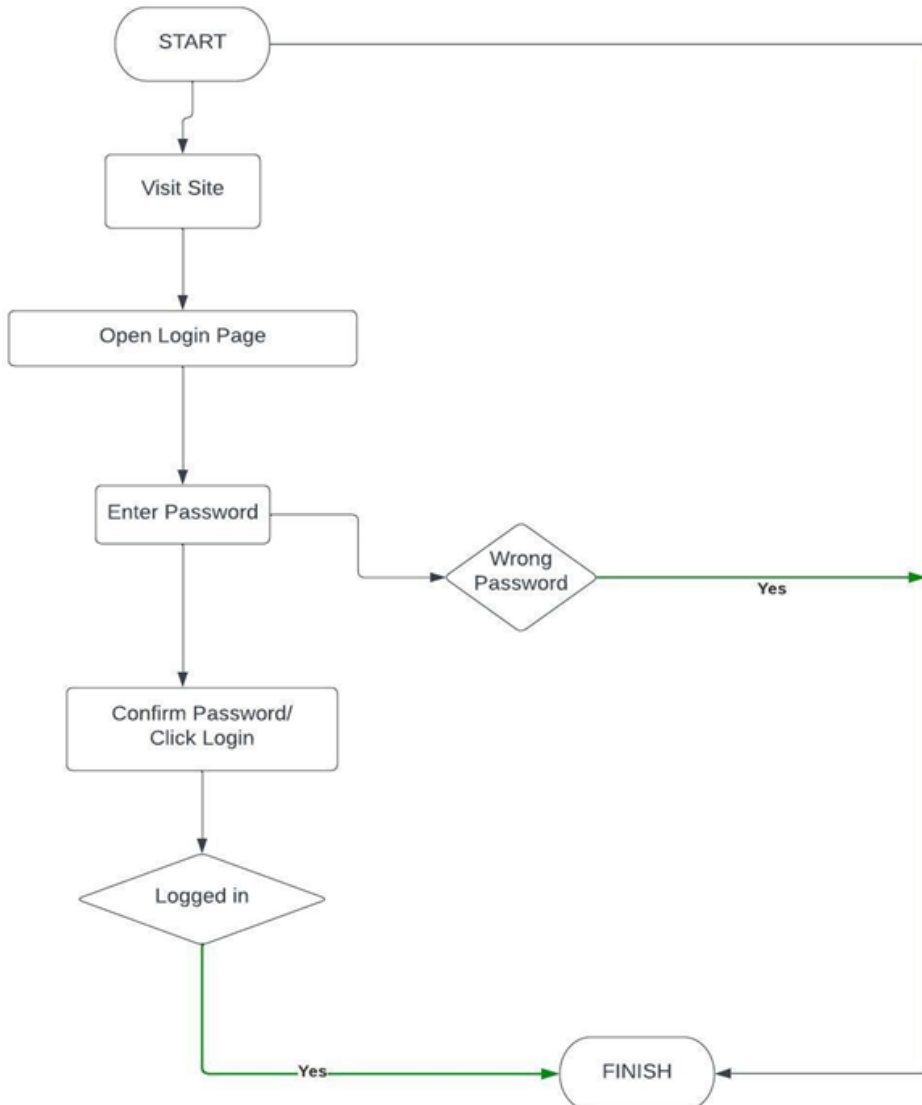 START
Visit Site
Open Login Page
Enter Password
Wrong
Password
Yes
Confirm Password/
Click Login
Logged in
Yes
FINISH